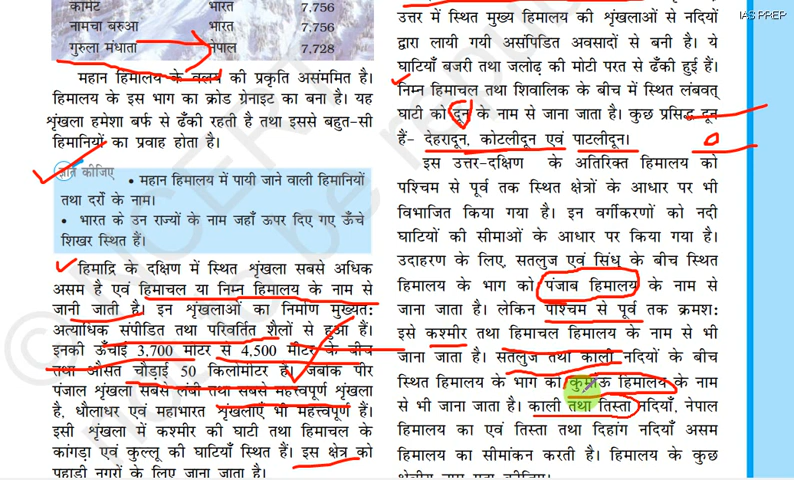 कामेट भारत 7.756
नामचा बरुआ भारत 7.756
गुरुला मंधाता नेपाल 7.728
महान हिमालय के वलय की प्रकृति असंममित है।
हिमालय के इस भाग का क्रोड ग्रेनाइट का बना है। यह
शृंखला हमेशा बर्फ से ढँकी रहती है तथा इससे बहुत-सी
हिमानियों का प्रवाह होता है।
ज्ञात कीजिए • महान हिमालय में पायी जाने वाली हिमानियों
तथा दर्रों के नाम।
• भारत के उन राज्यों के नाम जहाँ ऊपर दिए गए ऊँचे
शिखर स्थित हैं।
हिमाद्रि के दक्षिण में स्थित शृंखला सबसे अधिक
असम है एवं हिमाचल या निम्न हिमालय के नाम से
जानी जाती है। इन शृंखलाओं का निर्माण मुख्यत:
अत्याधिक संपीडित तथा परिवर्तित शैलों से हुआ है।
इनकी ऊँचाई 3,700 मीटर से 4,500 मीटर के बीच
तथा औसत चौड़ाई 50 किलोमीटर है। जबकि पीर
पंजाल शृंखला सबसे लंबी तथा सबसे महत्त्वपूर्ण शृंखला
है, धौलाधर एवं महाभारत शृंखलाएँ भी महत्त्वपूर्ण हैं।
इसी शृंखला में कश्मीर की घाटी तथा हिमाचल के
कांगड़ा एवं कुल्लू की घाटियाँ स्थित हैं। इस क्षेत्र को
पहाड़ी नगरों के लिए जाना जाता है।
उत्तर में स्थित मुख्य हिमालय की शृंखलाओं से नदियों
द्वारा लायी गयी असंपिडित अवसादों से बनी है। ये
घाटियाँ बजरी तथा जलोढ़ की मोटी परत से ढँकी हुई हैं।
निम्न हिमाचल तथा शिवालिक के बीच में स्थित लंबवत्
घाटी को दून के नाम से जाना जाता है। कुछ प्रसिद्ध दून
हैं- देहरादून, कोटलीदून एवं पाटलीदून।
इस उत्तर-दक्षिण के अतिरिक्त हिमालय को
पश्चिम से पूर्व तक स्थित क्षेत्रों के आधार पर भी
विभाजित किया गया है। इन वर्गीकरणों को नदी
घाटियों की सीमाओं के आधार पर किया गया है।
उदाहरण के लिए, सतलुज एवं सिंधु के बीच स्थित
हिमालय के भाग को पंजाब हिमालय के नाम से
जाना जाता है। लेकिन पश्चिम से पूर्व तक क्रमश:
इसे कश्मीर तथा हिमाचल हिमालय के नाम से भी
जाना जाता है। सतलुज तथा काली नदियों के बीच
स्थित हिमालय के भाग को कुमाँऊ हिमालय के नाम
से भी जाना जाता है। काली तथा तिस्ता नदियाँ, नेपाल
हिमालय का एवं तिस्ता तथा दिहांग नदियाँ असम
हिमालय का सीमांकन करती है। हिमालय के कुछ
IAS PREP